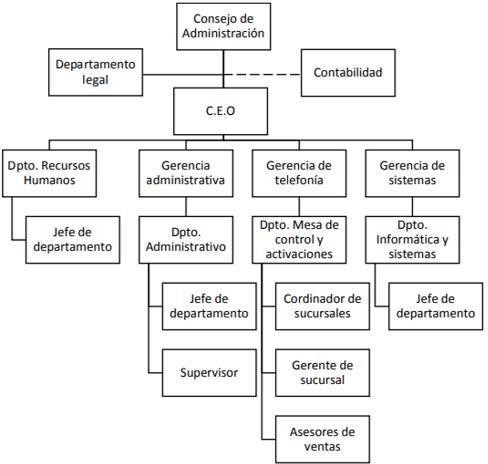 Consejo de
Administración
Departamento
legal
Contabilidad
C.E.O
Dpto. Recursos
Humanos
Gerencia
administrativa
Gerencia de
telefonía
Gerencia de
sistemas
Jefe de
departamento
Dpto.
Administrativo
Dpto. Mesa de
control y
activaciones
Dpto.
Informática y
sistemas
Jefe de
departamento
Cordinador de
sucursales
Jefe de
departamento
Supervisor
Gerente de
sucursal
Asesores de
ventas